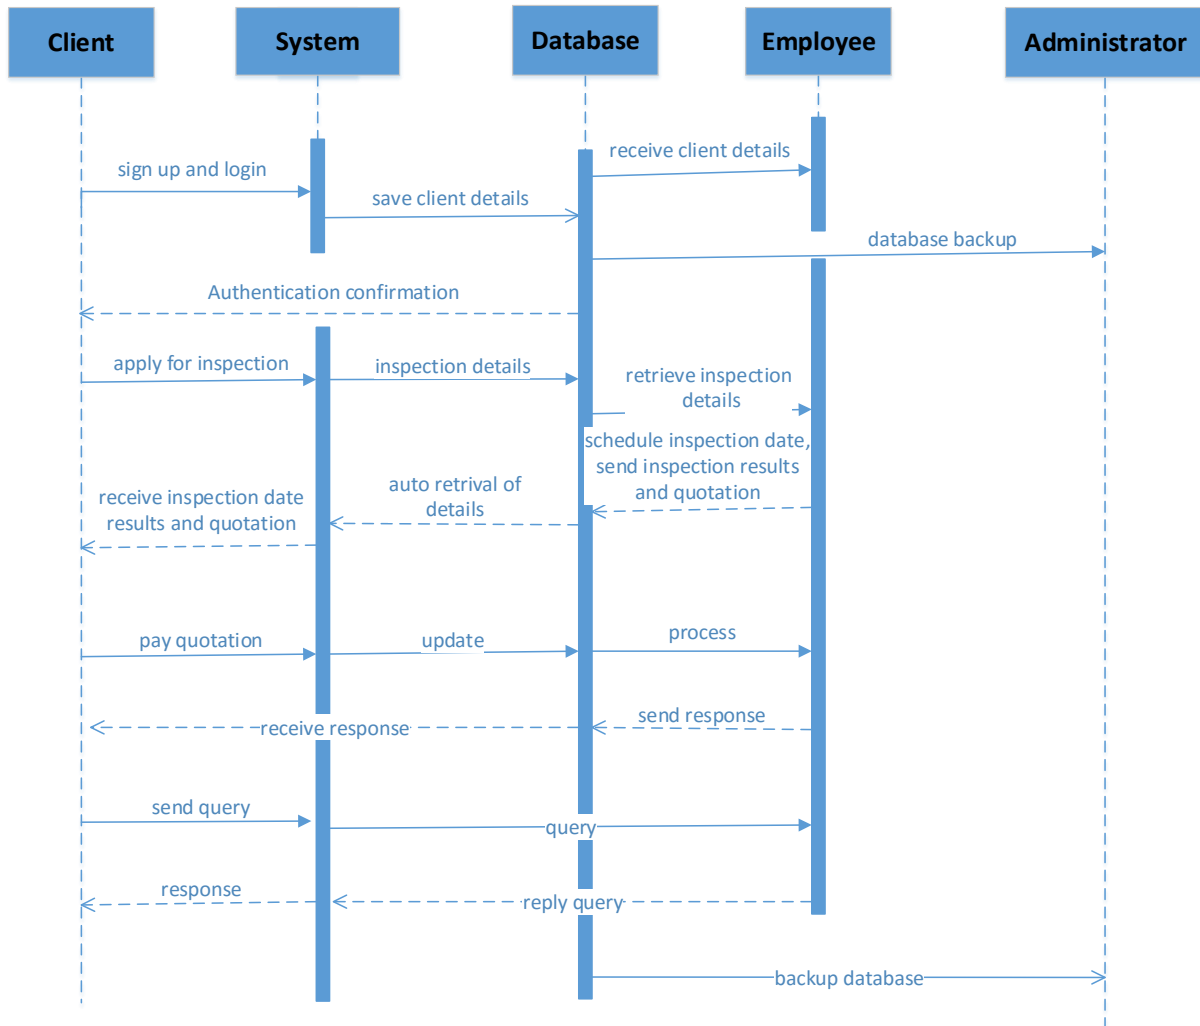 Client
System
Database
Employee
Administrator
receive client details
sign up and login
save client details
database backup
Authentication confirmation
apply for inspection
inspection details
retrieve inspection
details
schedule inspection date,
send inspection results
and quotation
auto retrival of
details
receive inspection date
results and quotation
pay quotation
update
process
send response
receive response
send query
query
response
reply query
backup database